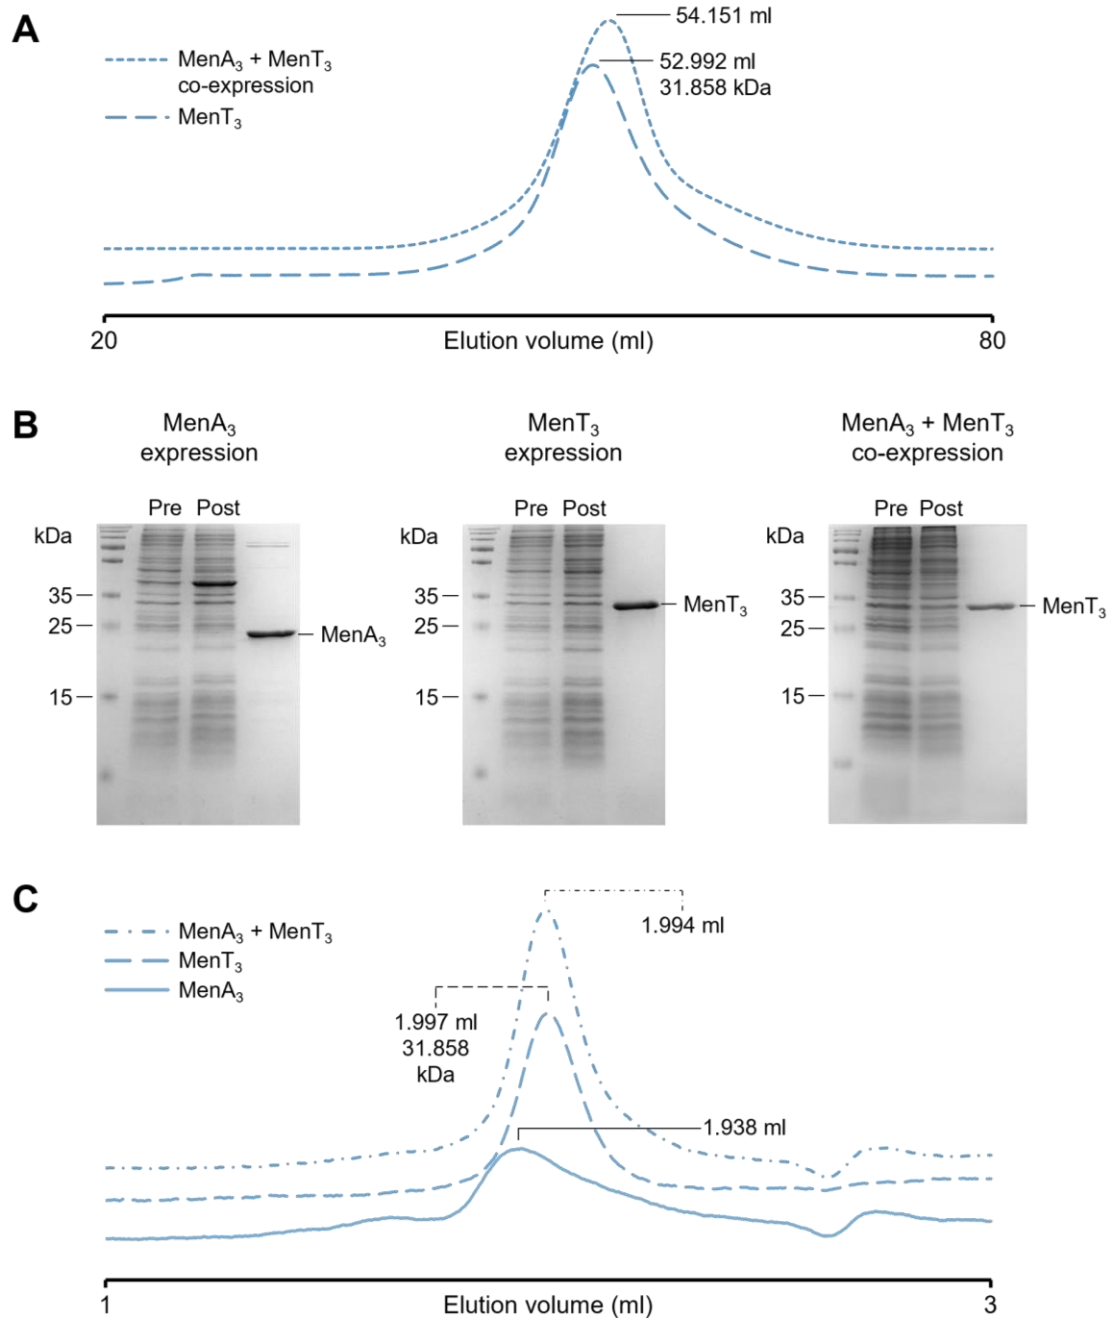 A
MenA₃ + MenT₃
co-expression
MenT₃
54.151 ml
52.992 ml
31.858 kDa
20
Elution volume (ml)
80
B
MenA₃
expression
MenT₃
expression
MenA₃ + MenT₃
co-expression
Pre Post
Pre Post
Pre Post
kDa
35
25
15
MenA₃
kDa
35
25
15
MenT₃
kDa
35
25
15
MenT₃
C
MenA₃ + MenT₃
MenT₃
MenA₃
1.994 ml
1.997 ml
31.858
kDa
1.938 ml
1
Elution volume (ml)
3